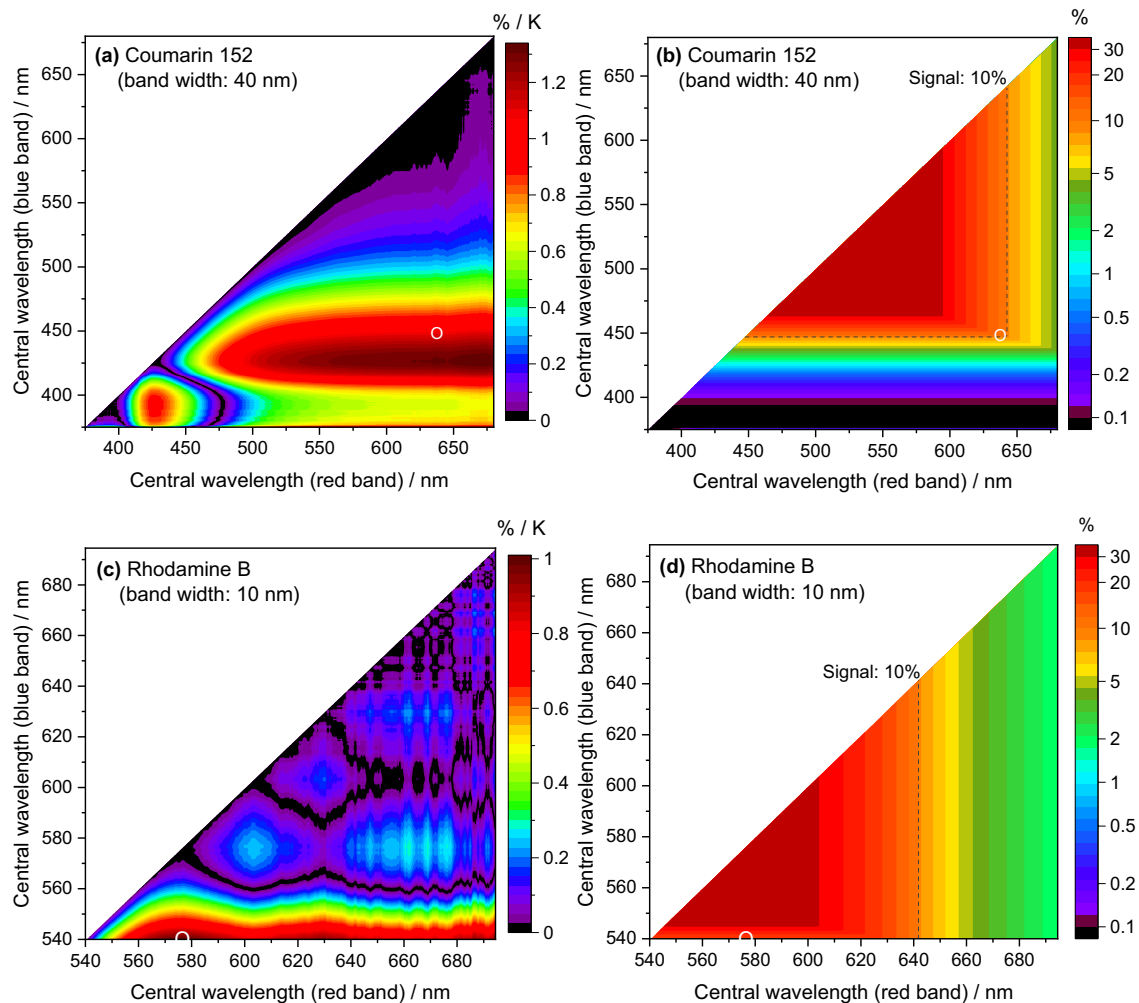 % / K
(a) Coumarin 152
(band width: 40 nm)
Central wavelength (blue band) / nm
650
600
550
500
450
400
400 450 500 550 600 650
Central wavelength (red band) / nm
1.2
1
0.8
0.6
0.4
0.2
0
O
%
(b) Coumarin 152
(band width: 40 nm)
Signal: 10%
Central wavelength (blue band) / nm
650
600
550
500
450
400
400 450 500 550 600 650
Central wavelength (red band) / nm
30
20
10
5
2
1
0.5
0.2
0.1
O
% / K
(c) Rhodamine B
(band width: 10 nm)
Central wavelength (blue band) / nm
680
660
640
620
600
580
560
540
540 560 580 600 620 640 660 680
Central wavelength (red band) / nm
1
0.8
0.6
0.4
0.2
0
O
%
(d) Rhodamine B
(band width: 10 nm)
Signal: 10%
Central wavelength (blue band) / nm
680
660
640
620
600
580
560
540
540 560 580 600 620 640 660 680
Central wavelength (red band) / nm
30
20
10
5
2
1
0.5
0.2
0.1
O